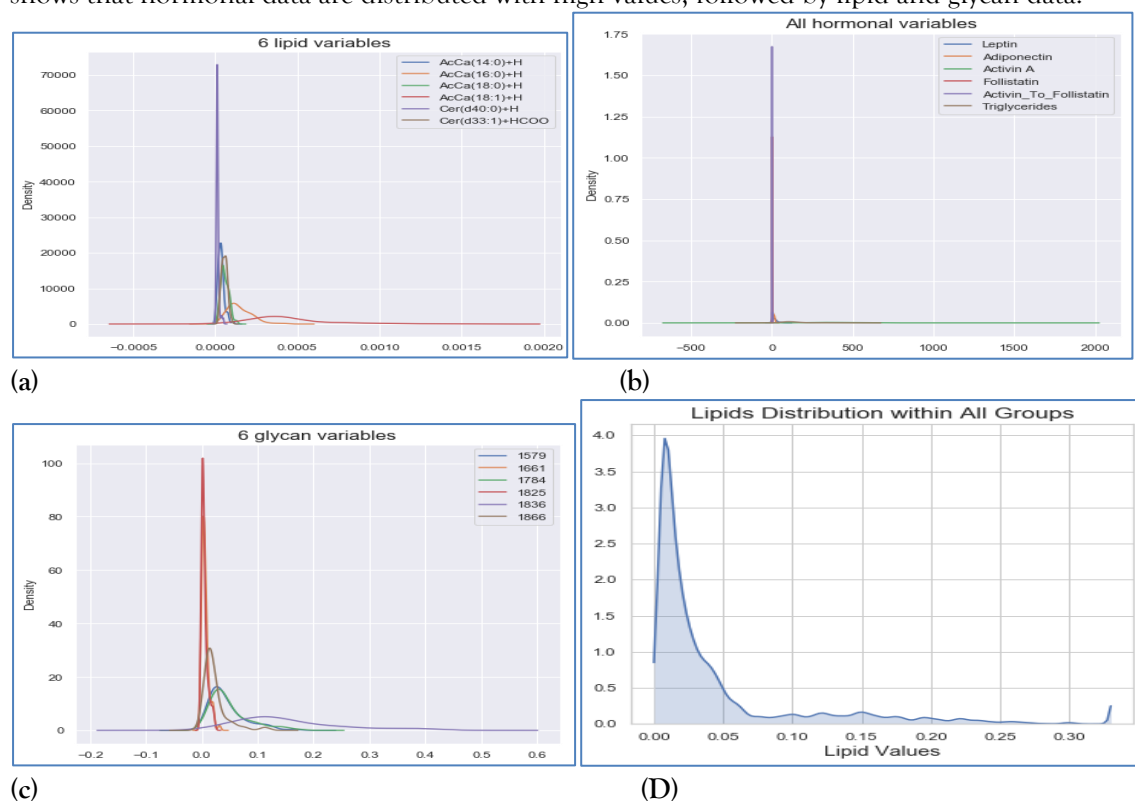 shows that hormonal data are distributed with high values, followed by lipid and glycan data.
6 lipid variables
AcCa(14:0)+H
AcCa(16:0)+H
AcCa(18:0)+H
AcCa(18:1)+H
Cer(d40:0)+H
Cer(d33:1)+HCOO
70000
60000
50000
40000
30000
20000
10000
0
Density
−0.0005 0.0000 0.0005 0.0010 0.0015 0.0020
(a)
All hormonal variables
Leptin
Adiponectin
Activin A
Follistatin
Activin_To_Follistatin
Triglycerides
1.75
1.50
1.25
1.00
0.75
0.50
0.25
0.00
Density
−500 0 500 1000 1500 2000
(b)
6 glycan variables
1579
1661
1784
1825
1836
1866
100
80
60
40
20
0
Density
−0.2 −0.1 0.0 0.1 0.2 0.3 0.4 0.5 0.6
(c)
Lipids Distribution within All Groups
4.0
3.5
3.0
2.5
2.0
1.5
1.0
0.5
0.0
0.00 0.05 0.10 0.15 0.20 0.25 0.30
Lipid Values
(D)